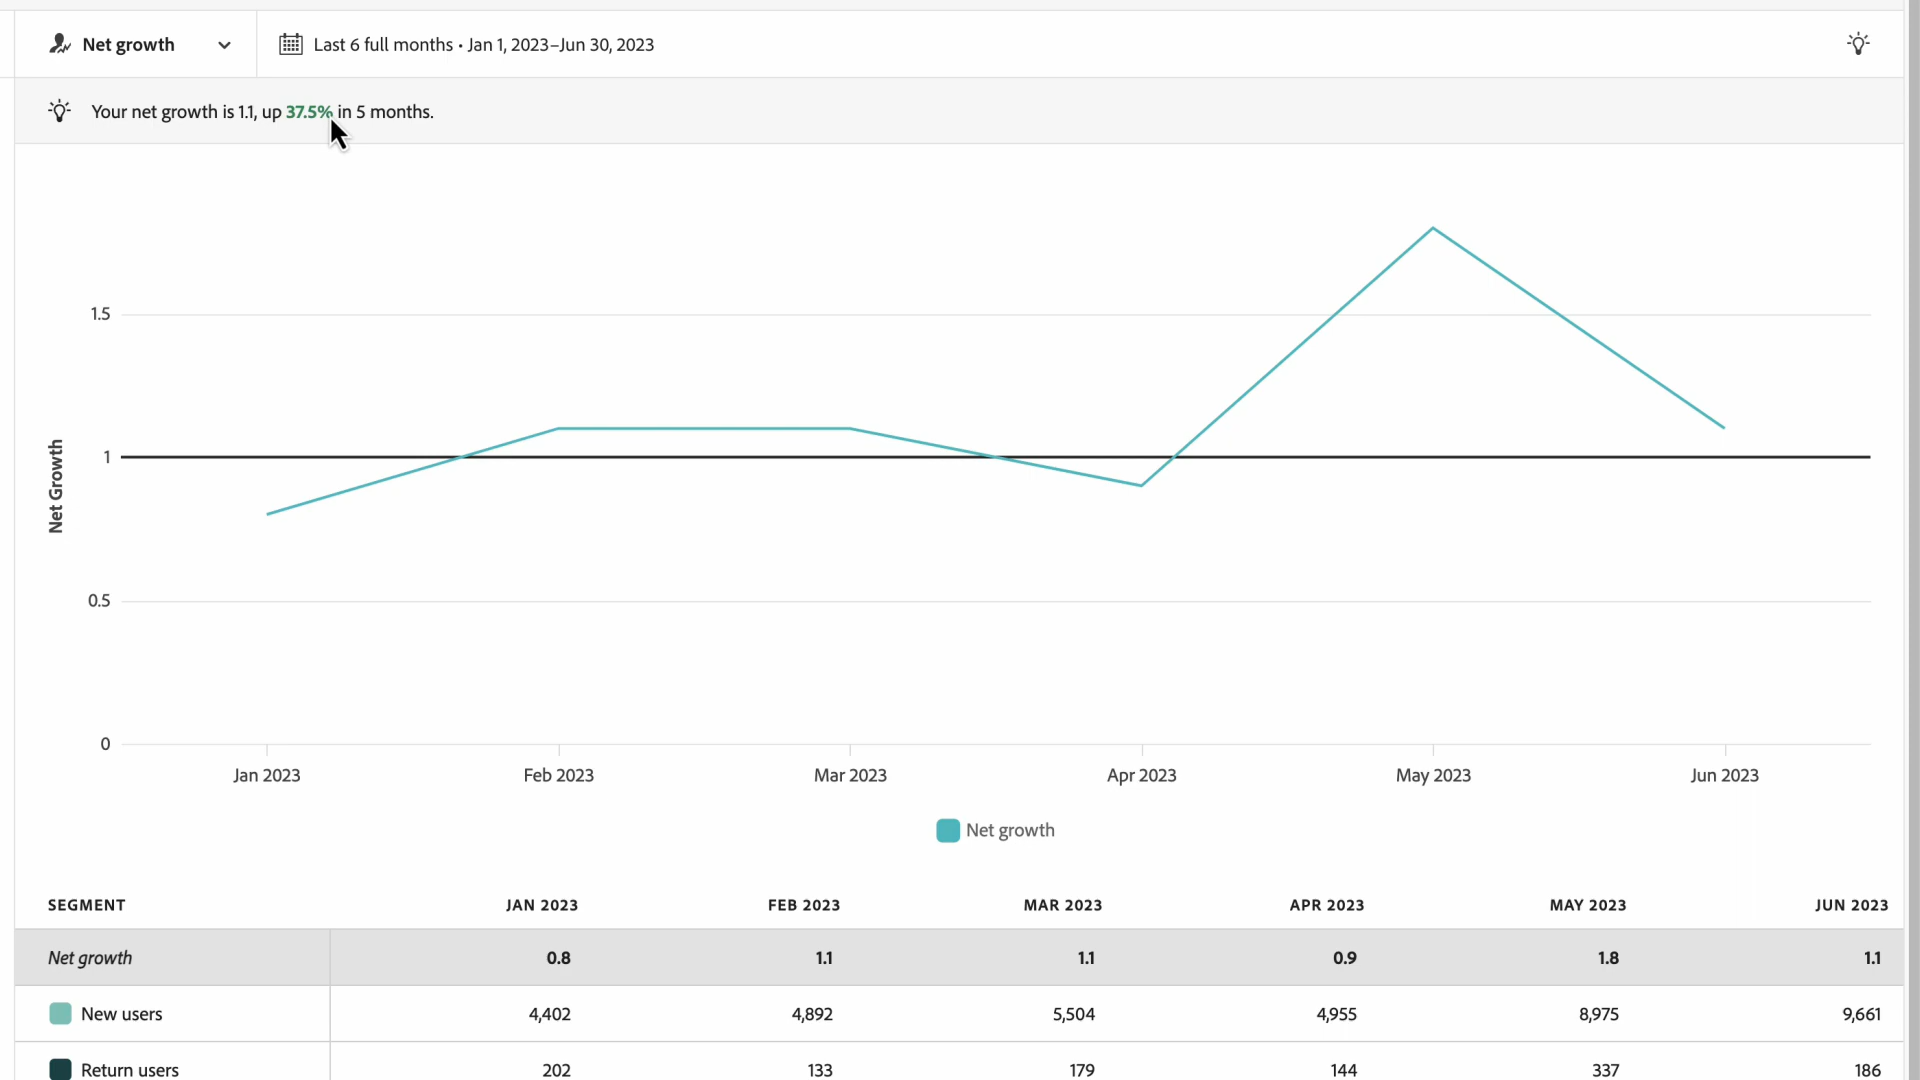 Net growth
Last 6 full months • Jan 1, 2023–Jun 30, 2023
Your net growth is 1.1, up 37.5% in 5 months.
Net Growth
1.5
1
0.5
0
Jan 2023 Feb 2023 Mar 2023 Apr 2023 May 2023 Jun 2023
Net growth
SEGMENT JAN 2023 FEB 2023 MAR 2023 APR 2023 MAY 2023 JUN 2023
Net growth 0.8 1.1 1.1 0.9 1.8 1.1
New users 4,402 4,892 5,504 4,955 8,975 9,661
Return users 202 133 179 144 337 186